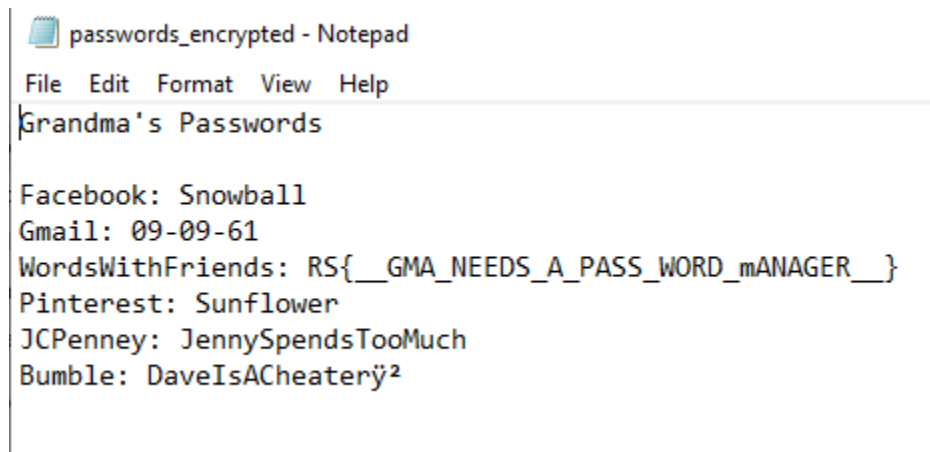 passwords_encrypted - Notepad
File Edit Format View Help
Grandma's Passwords
Facebook: Snowball
Gmail: 09-09-61
WordsWithFriends: RS{__GMA_NEEDS_A_PASS_WORD_mANAGER__}
Pinterest: Sunflower
JCPenney: JennySpendsTooMuch
Bumble: DaveIsACheaterÿ²